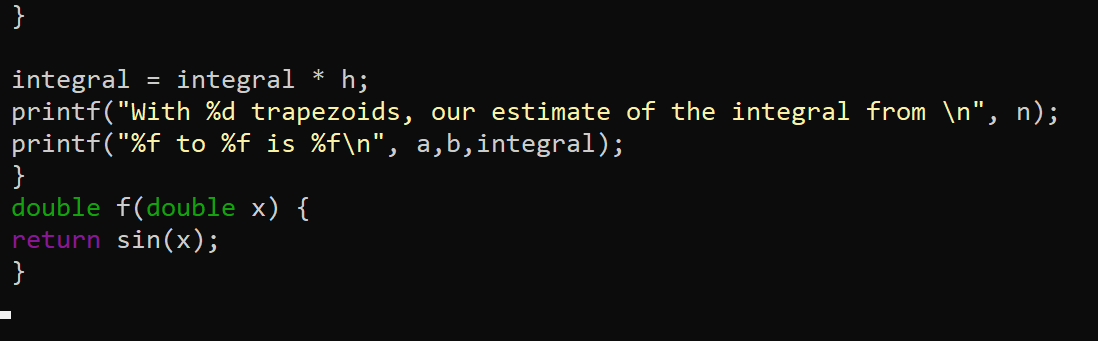 }
integral = integral * h;
printf("With %d trapezoids, our estimate of the integral from \n", n);
printf("%f to %f is %f\n", a,b,integral);
}
double f(double x) {
return sin(x);
}